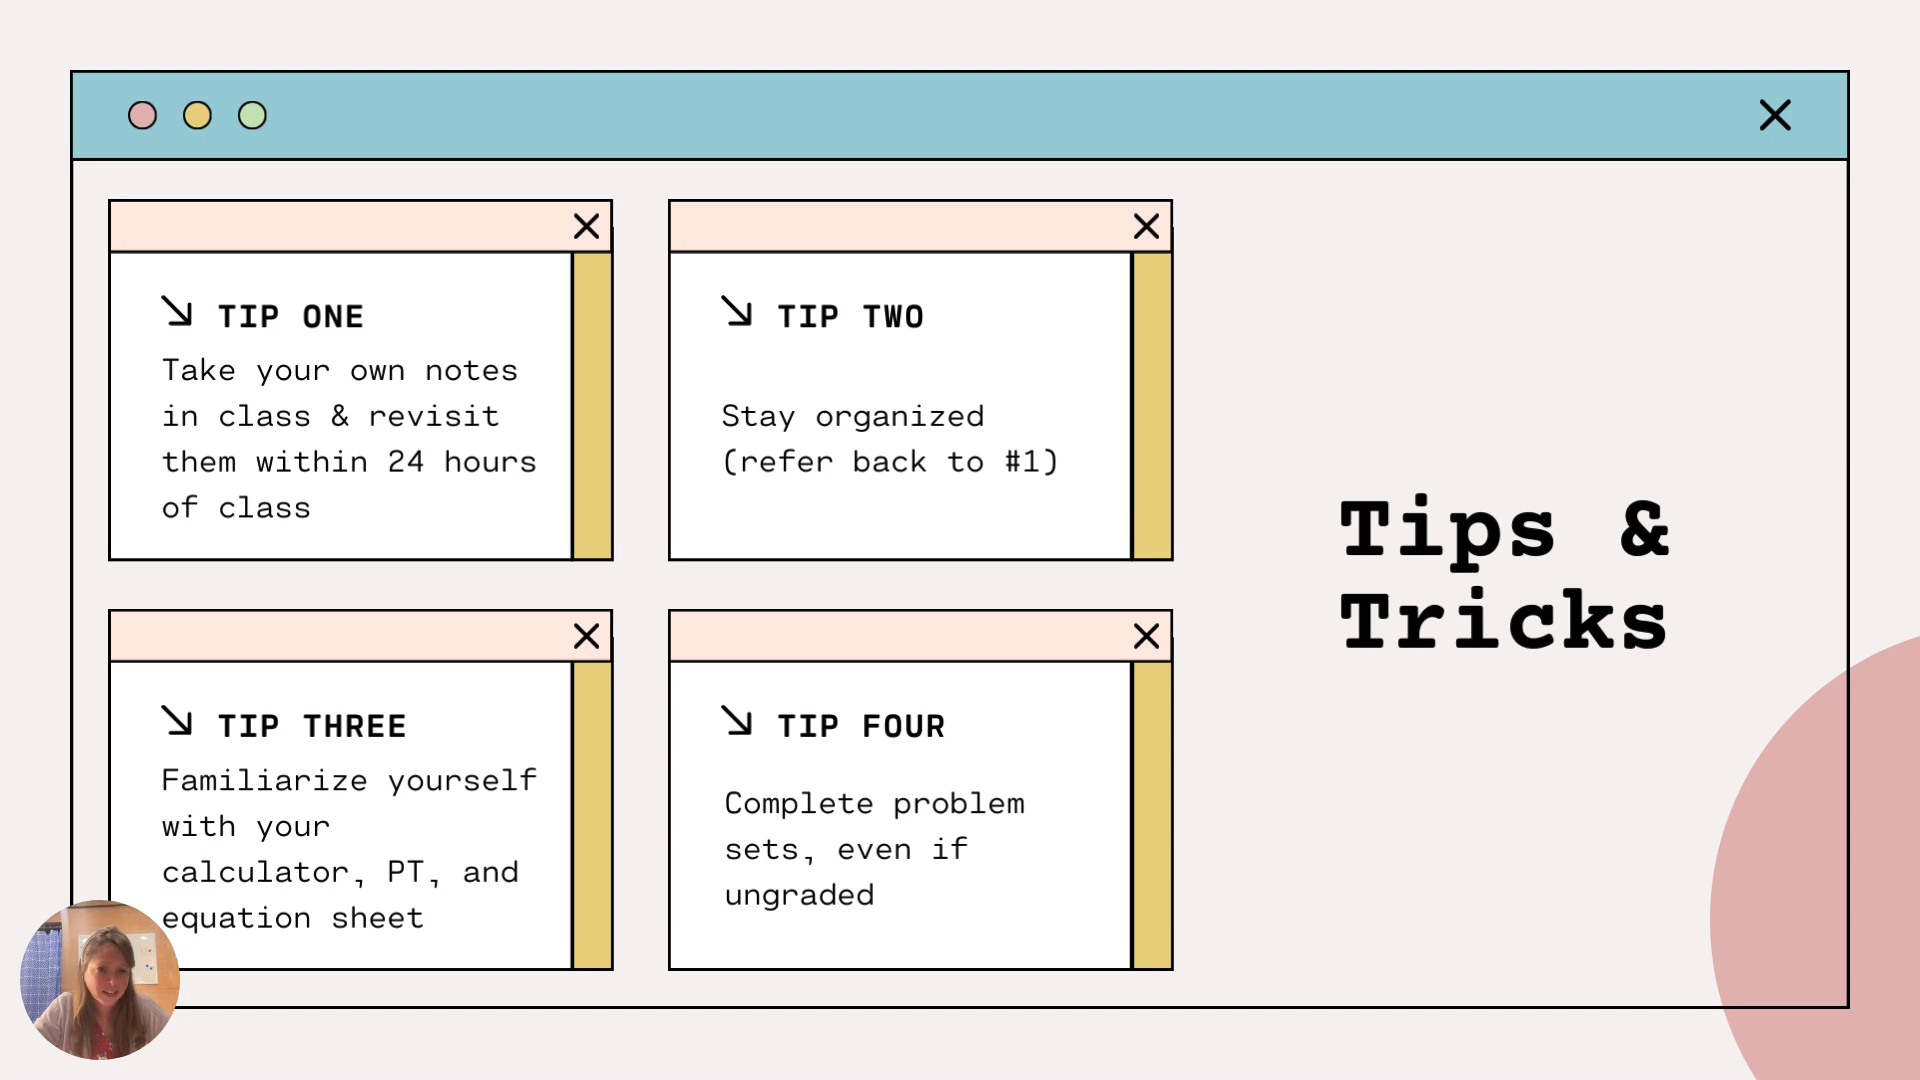 TIP ONE
Take your own notes
in class & revisit
them within 24 hours
of class
TIP TWO
Stay organized
(refer back to #1)
TIP THREE
Familiarize yourself
with your
calculator, PT, and
equation sheet
TIP FOUR
Complete problem
sets, even if
ungraded
Tips &
Tricks